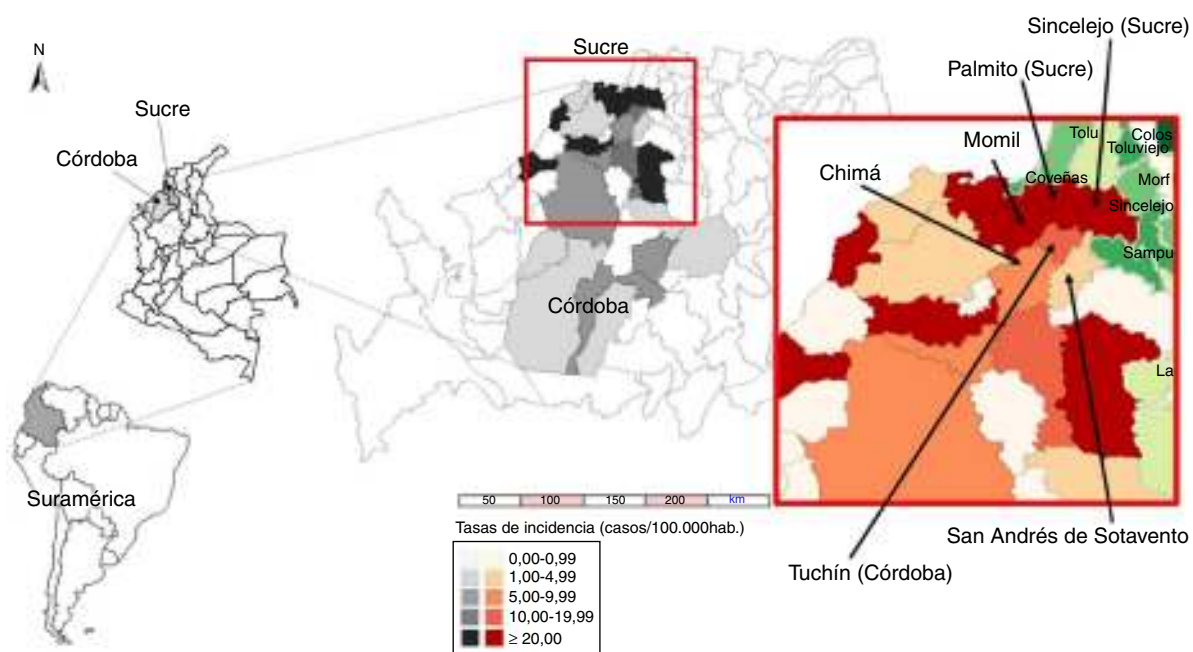 N
Sucre
Córdoba
Suramérica
Sucre
Córdoba
50 100 150 200 km
Tasas de incidencia (casos/100.000hab.)
0,00-0,99
1,00-4,99
5,00-9,99
10,00-19,99
≥ 20,00
Sincelejo (Sucre)
Palmito (Sucre)
Momil
Chimá
Tolu
Colos
Toluviejo
Coveñas
Morf
Sincelejo
Sampu
La
San Andrés de Sotavento
Tuchín (Córdoba)